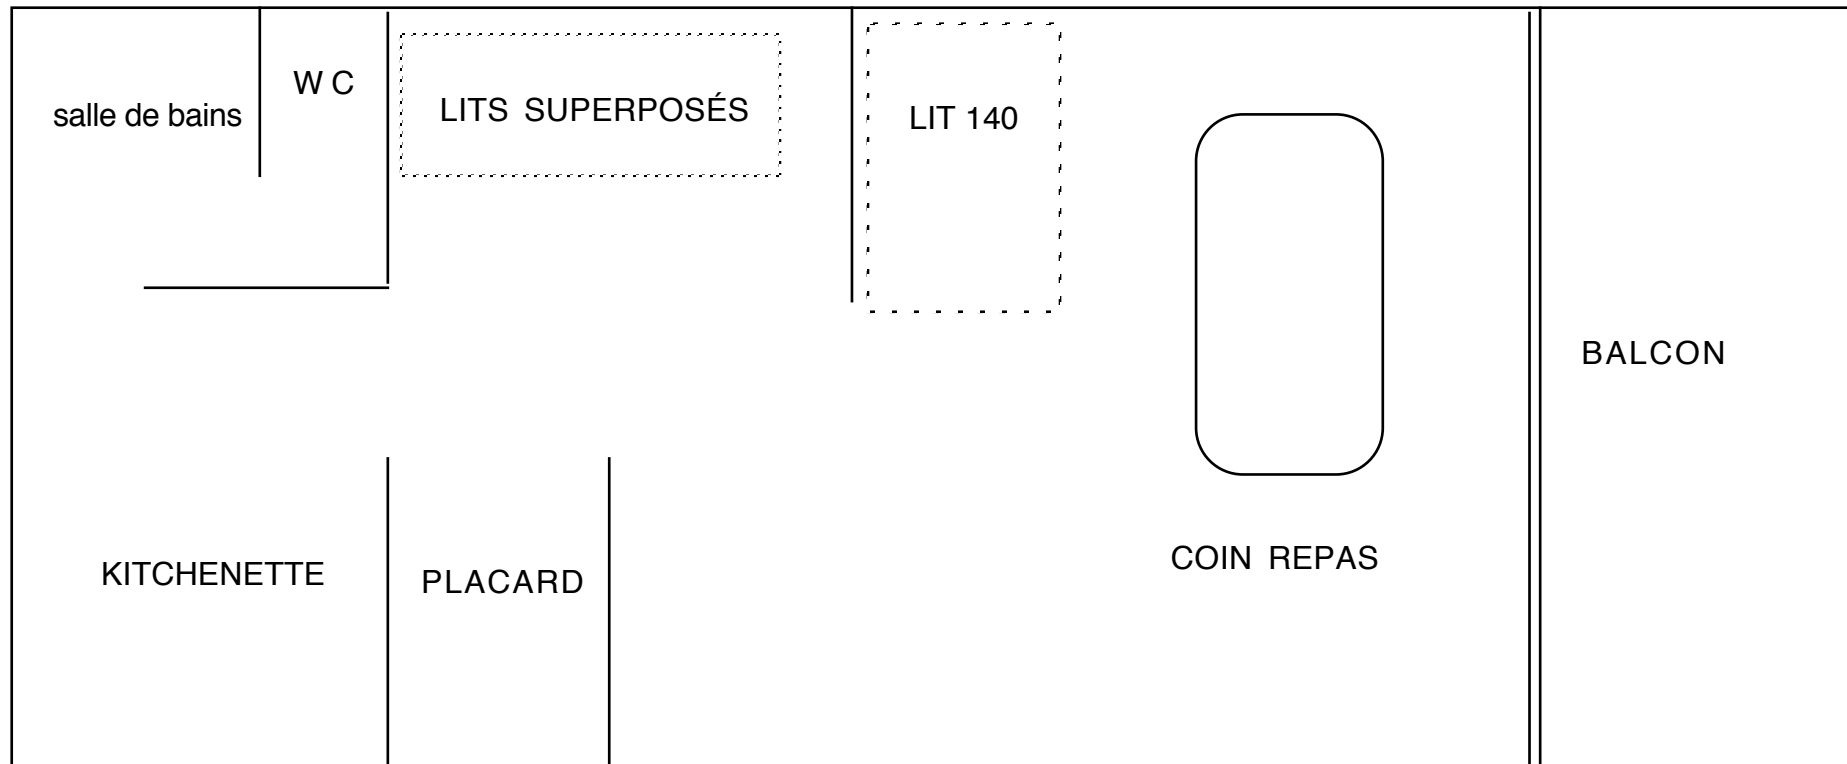 W C
salle de bains
LITS SUPERPOSÉS
LIT 140
BALCON
KITCHENETTE
PLACARD
COIN REPAS